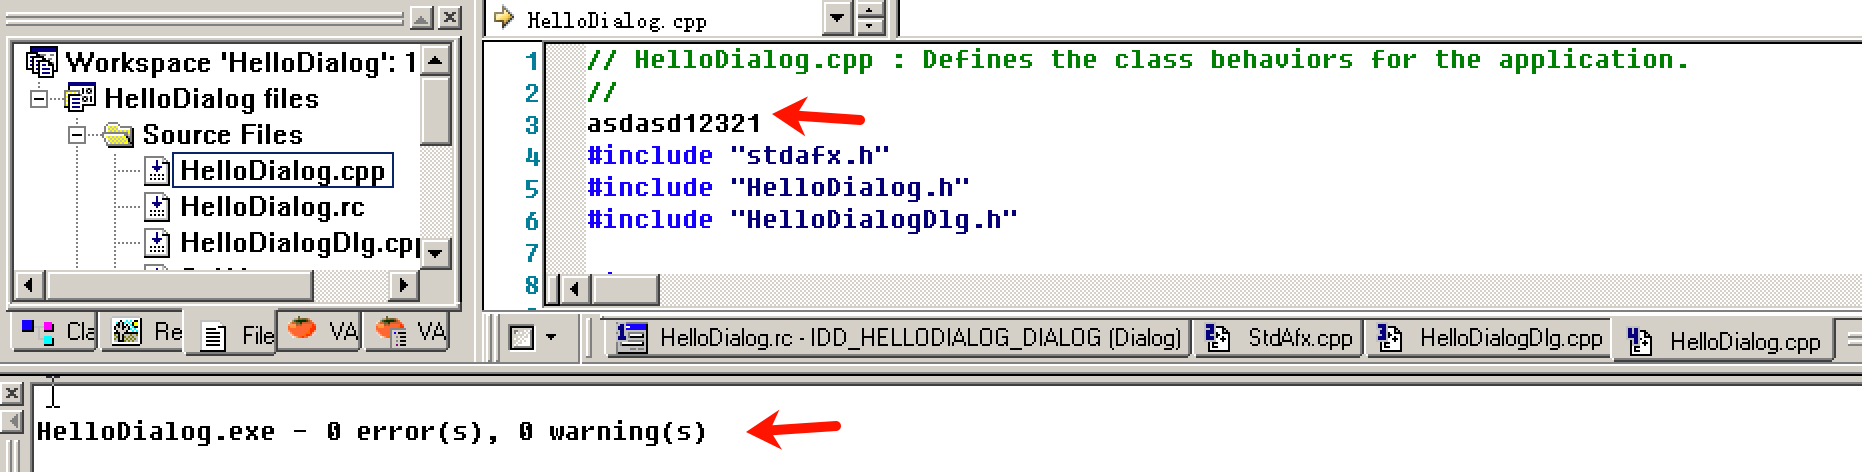 HelloDialog.cpp
Workspace 'HelloDialog': 1
HelloDialog files
Source Files
HelloDialog.cpp
HelloDialog.rc
HelloDialogDlg.cpp
Cla
Re
File
VA
VA
1 // HelloDialog.cpp : Defines the class behaviors for the application.
2 //
3 asdasd12321
4 #include "stdafx.h"
5 #include "HelloDialog.h"
6 #include "HelloDialogDlg.h"
7
8
HelloDialog.rc - IDD_HELLODIALOG_DIALOG (Dialog)
StdAfx.cpp
HelloDialogDlg.cpp
HelloDialog.cpp
HelloDialog.exe - 0 error(s), 0 warning(s)